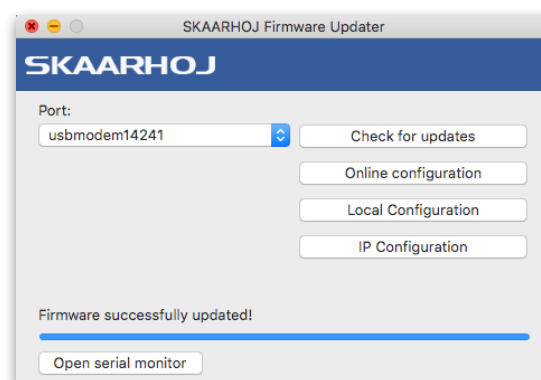 SKAARHOJ Firmware Updater
SKAARHOJ
Port:
usbmodem14241
Check for updates
Online configuration
Local Configuration
IP Configuration
Firmware successfully updated!
Open serial monitor